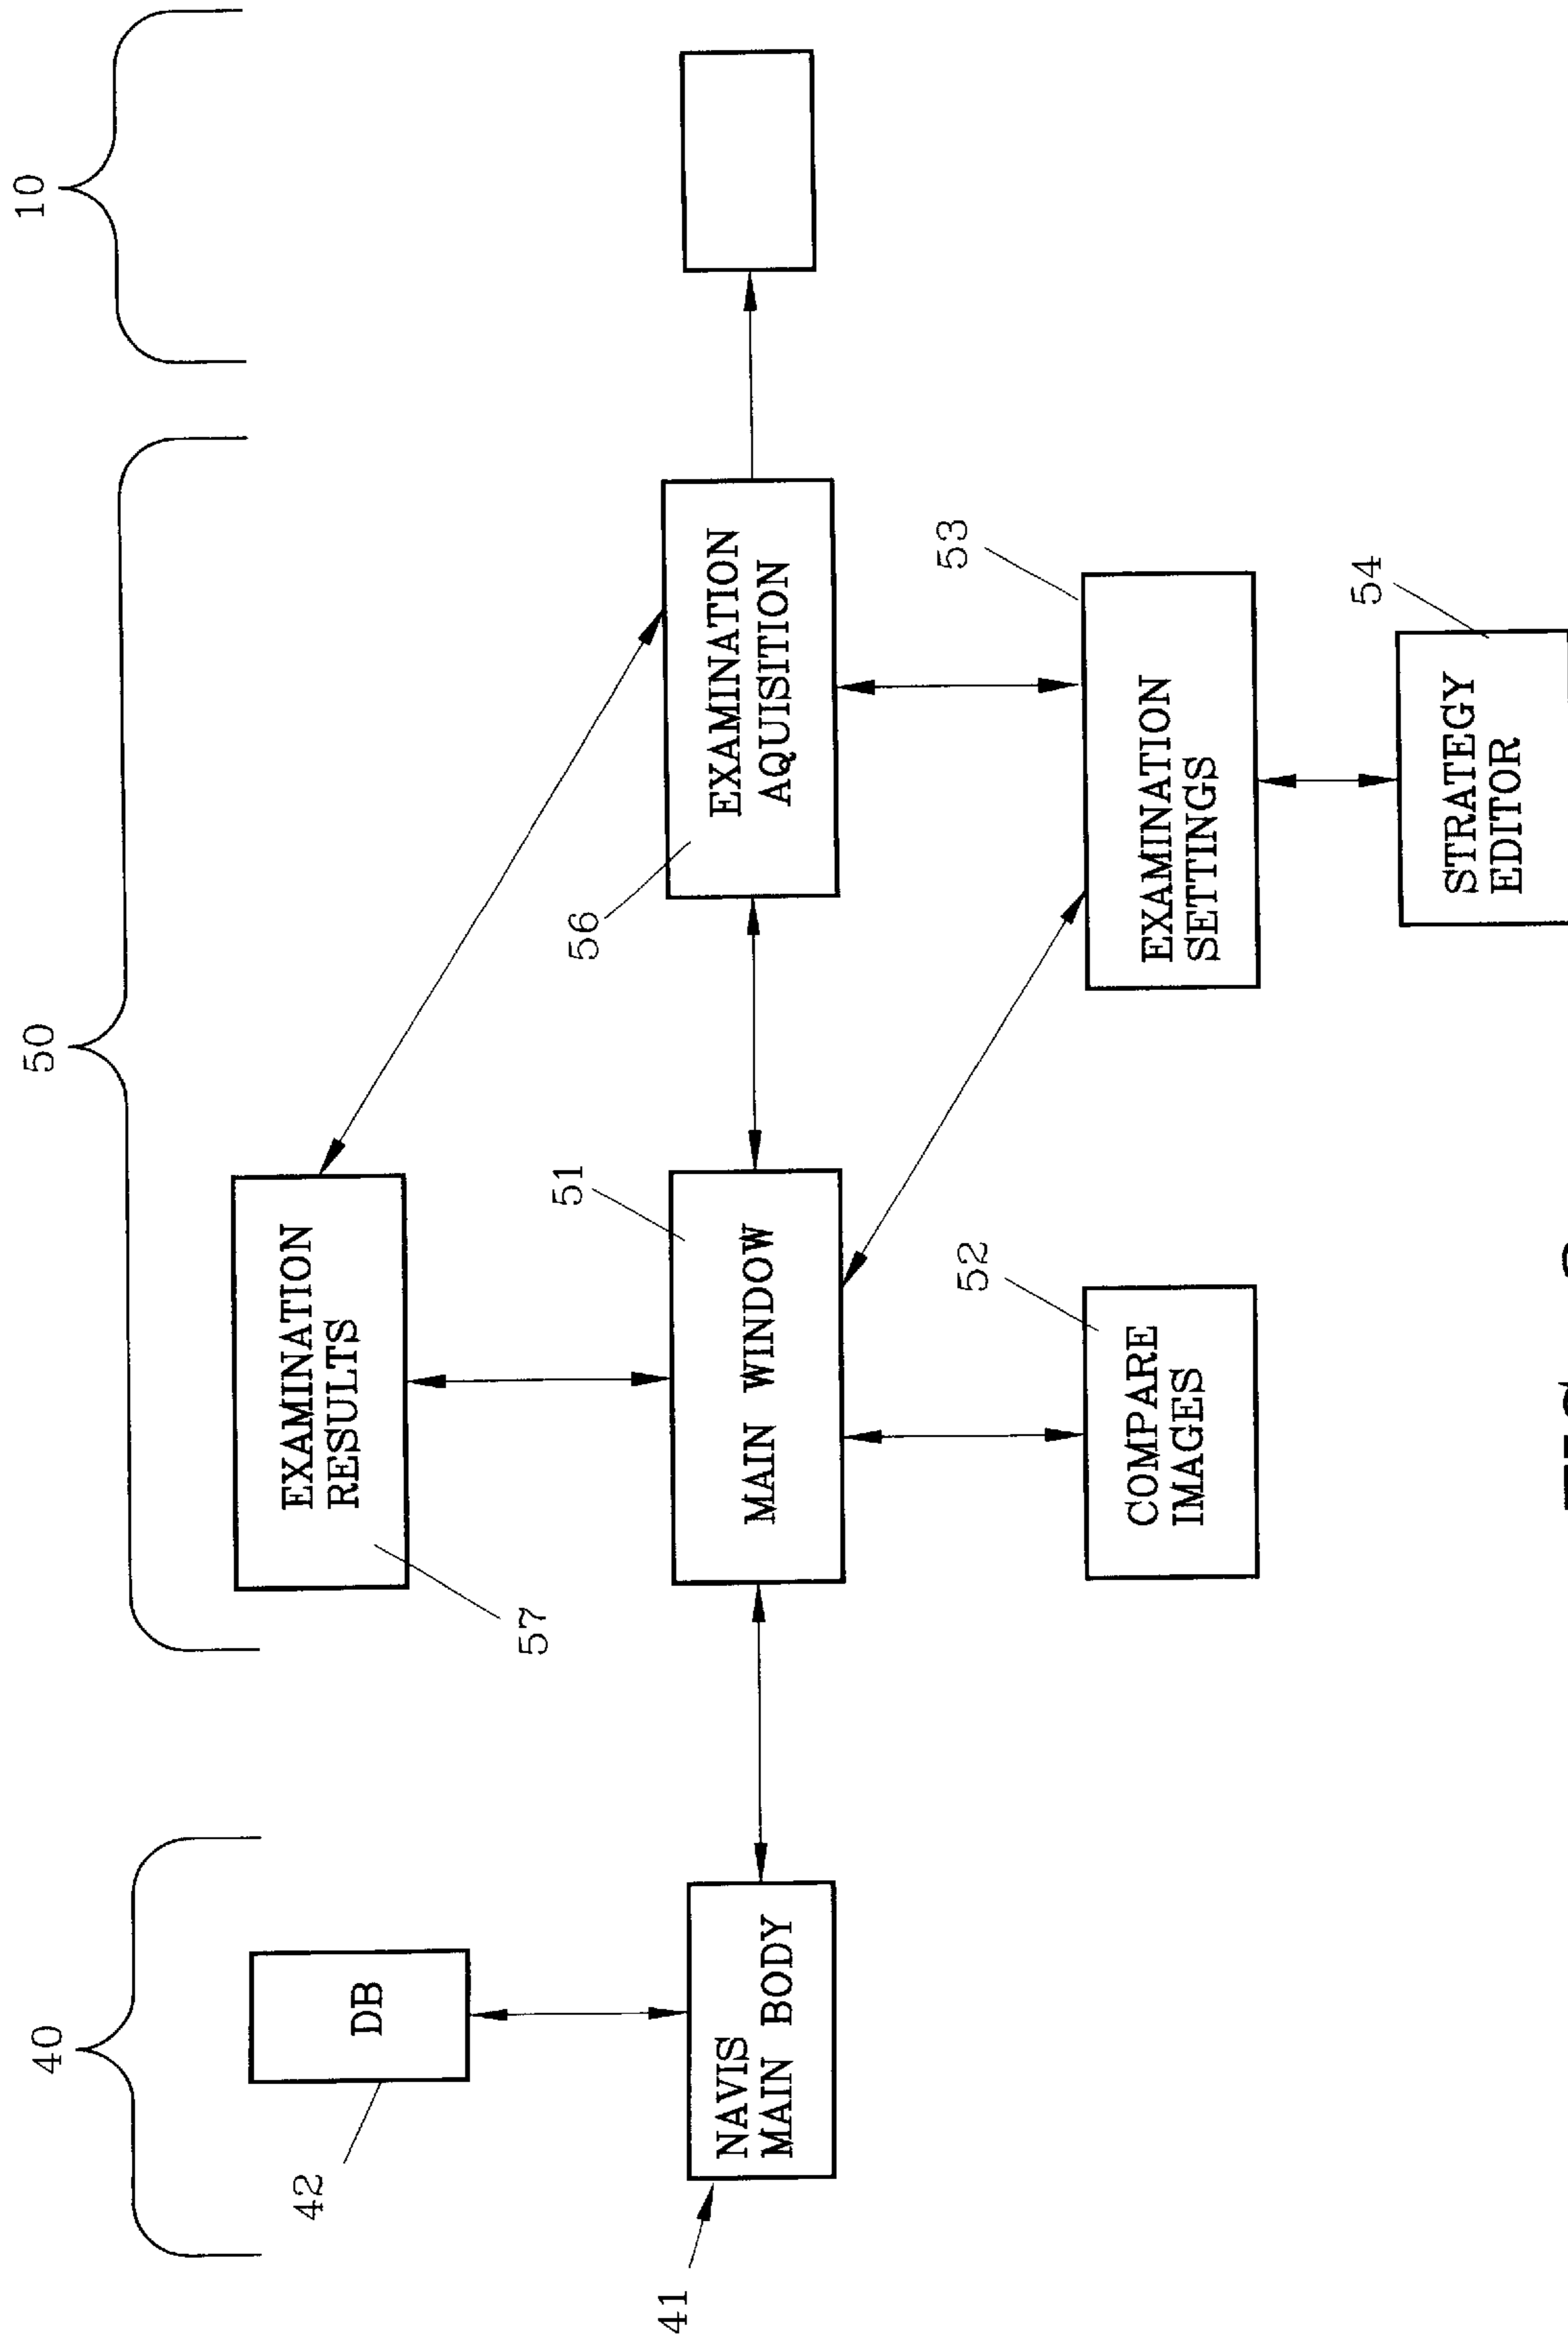 40
50
10
42
DB
EXAMINATION
RESULTS
57
51
56
41
NAVIS
MAIN BODY
MAIN WINDOW
EXAMINATION
AQUISITION
52
53
COMPARE
IMAGES
EXAMINATION
SETTINGS
54
STRATEGY
EDITOR